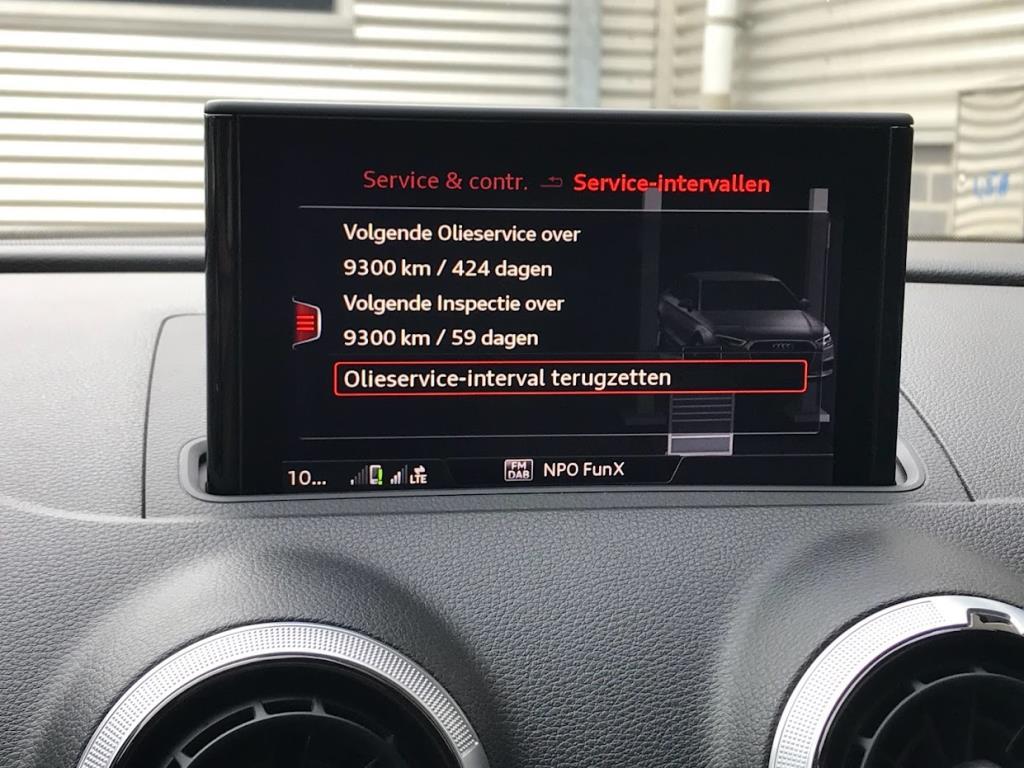 Service & contr. Service-intervallen
Volgende Olieservice over
9300 km / 424 dagen
Volgende Inspectie over
9300 km / 59 dagen
Olieservice-interval terugzetten
10... LTE FM DAB NPO FunX